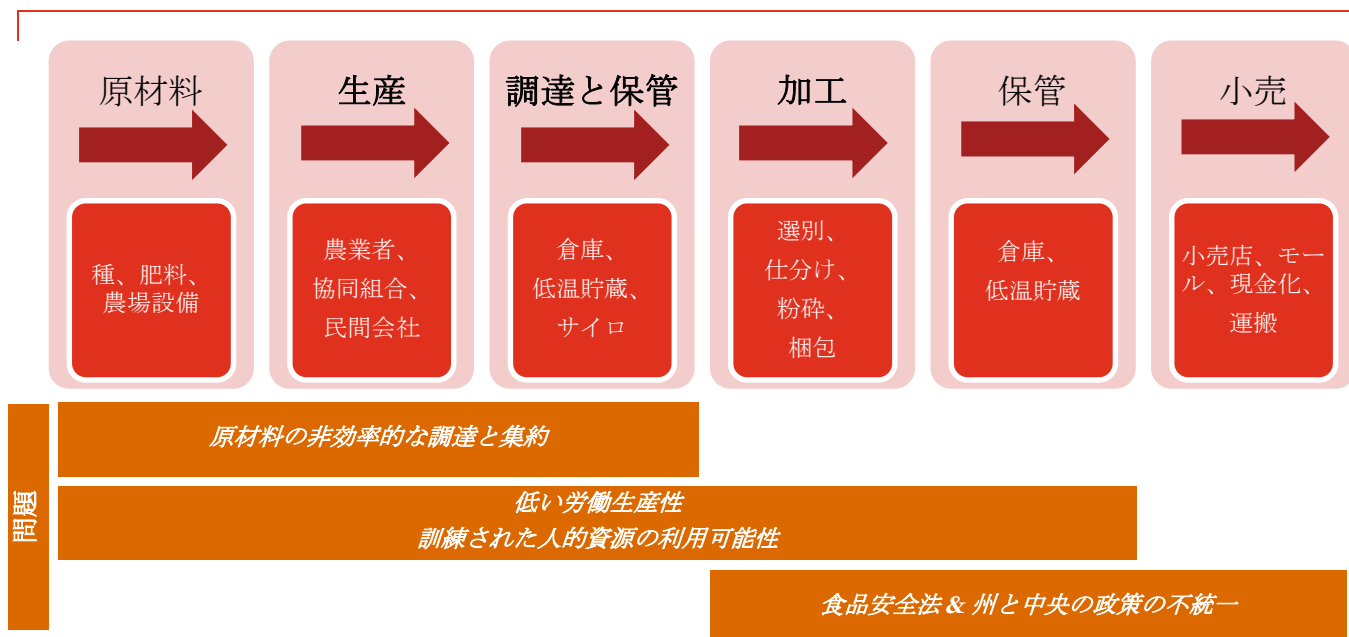 原材料
生産
調達と保管
加工
保管
小売
種、肥料、
農場設備
農業者、
協同組合、
民間会社
倉庫、
低温貯蔵、
サイロ
選別、
仕分け、
粉砕、
梱包
倉庫、
低温貯蔵
小売店、モー
ル、現金化、
運搬
問題
原材料の非効率的な調達と集約
低い労働生産性
訓練された人的資源の利用可能性
食品安全法 & 州と中央の政策の不統一